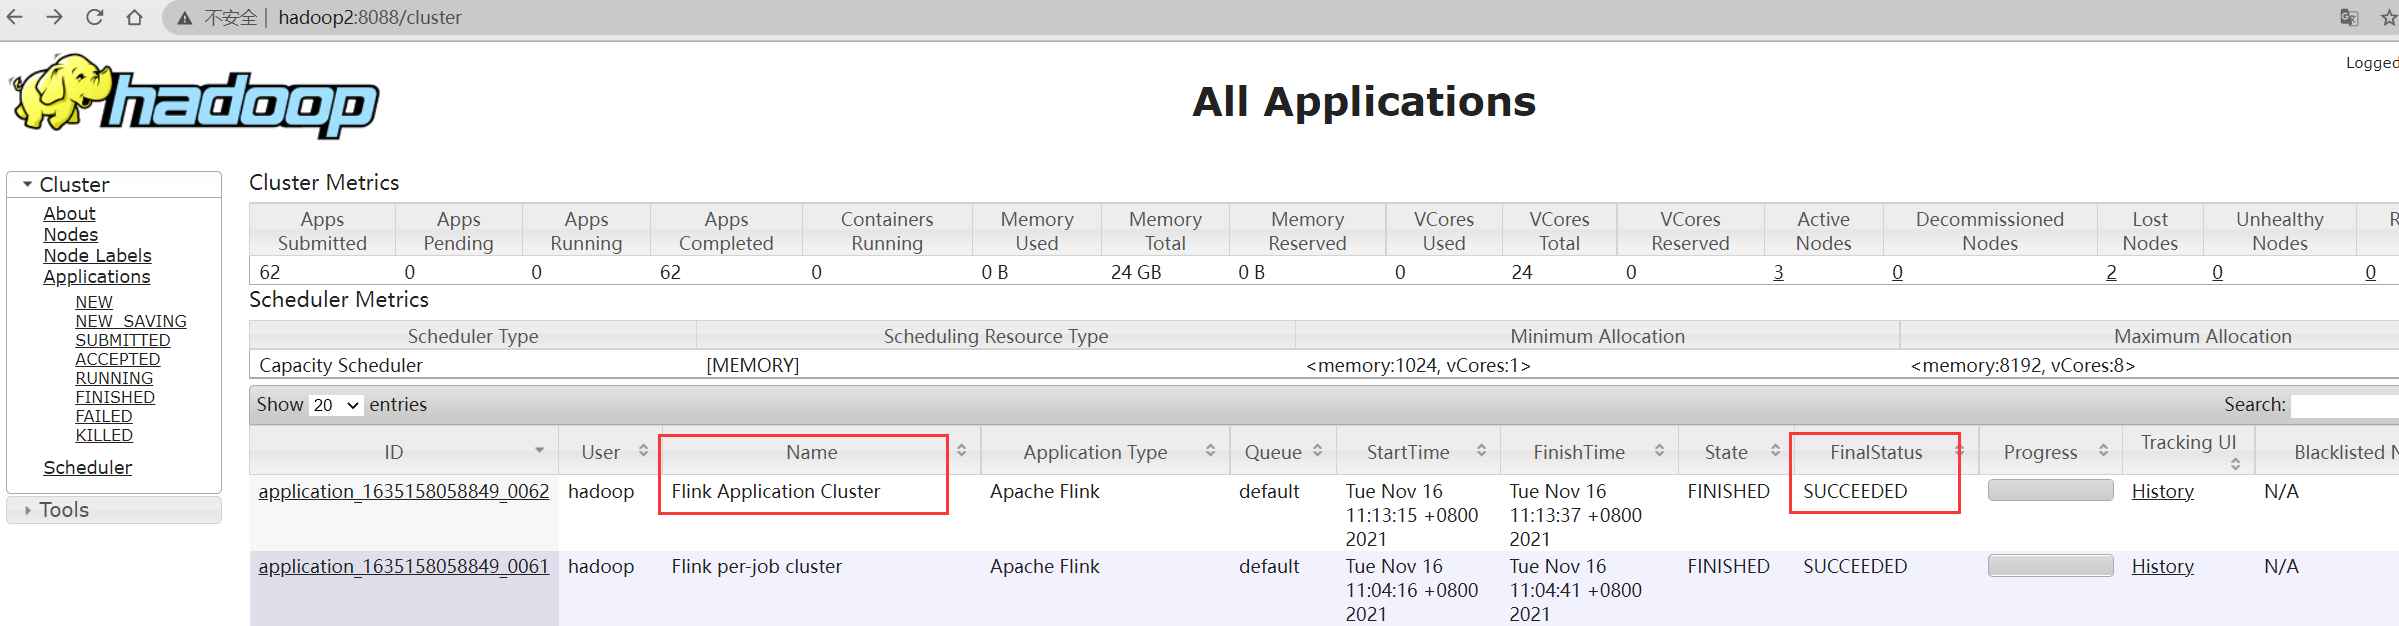 不安全 | hadoop2:8088/cluster
Logged
hadoop
All Applications
Cluster
About
Nodes
Node Labels
Applications
NEW
NEW_SAVING
SUBMITTED
ACCEPTED
RUNNING
FINISHED
FAILED
KILLED
Scheduler
Tools
Cluster Metrics
Apps Submitted Apps Pending Apps Running Apps Completed Containers Running Memory Used Memory Total Memory Reserved VCores Used VCores Total VCores Reserved Active Nodes Decommissioned Nodes Lost Nodes Unhealthy Nodes R
62 0 0 62 0 0 B 24 GB 0 B 0 24 0 3 0 2 0 0
Scheduler Metrics
Scheduler Type Scheduling Resource Type Minimum Allocation Maximum Allocation
Capacity Scheduler [MEMORY] <memory:1024, vCores:1> <memory:8192, vCores:8>
Show 20 entries Search:
ID User Name Application Type Queue StartTime FinishTime State FinalStatus Progress Tracking UI Blacklisted N
application_1635158058849_0062 hadoop Flink Application Cluster Apache Flink default Tue Nov 16 11:13:15 +0800 2021 Tue Nov 16 11:13:37 +0800 2021 FINISHED SUCCEEDED History N/A
application_1635158058849_0061 hadoop Flink per-job cluster Apache Flink default Tue Nov 16 11:04:16 +0800 2021 Tue Nov 16 11:04:41 +0800 2021 FINISHED SUCCEEDED History N/A